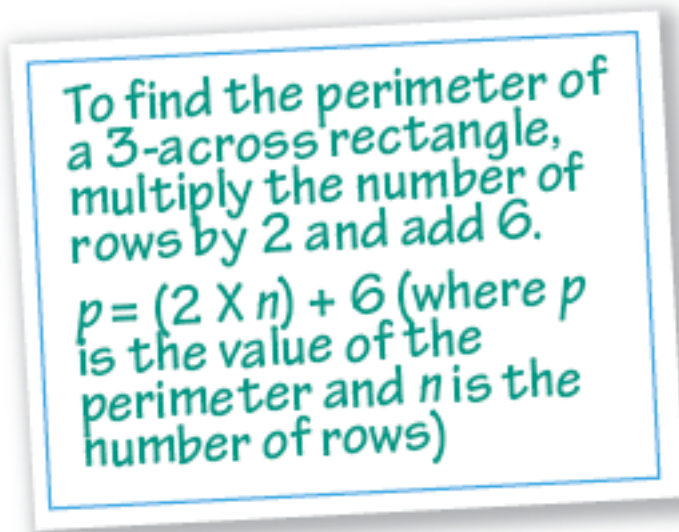 To find the perimeter of
a 3-across rectangle,
multiply the number of
rows by 2 and add 6.
p = (2 X n) + 6 (where p
is the value of the
perimeter and n is the
number of rows)